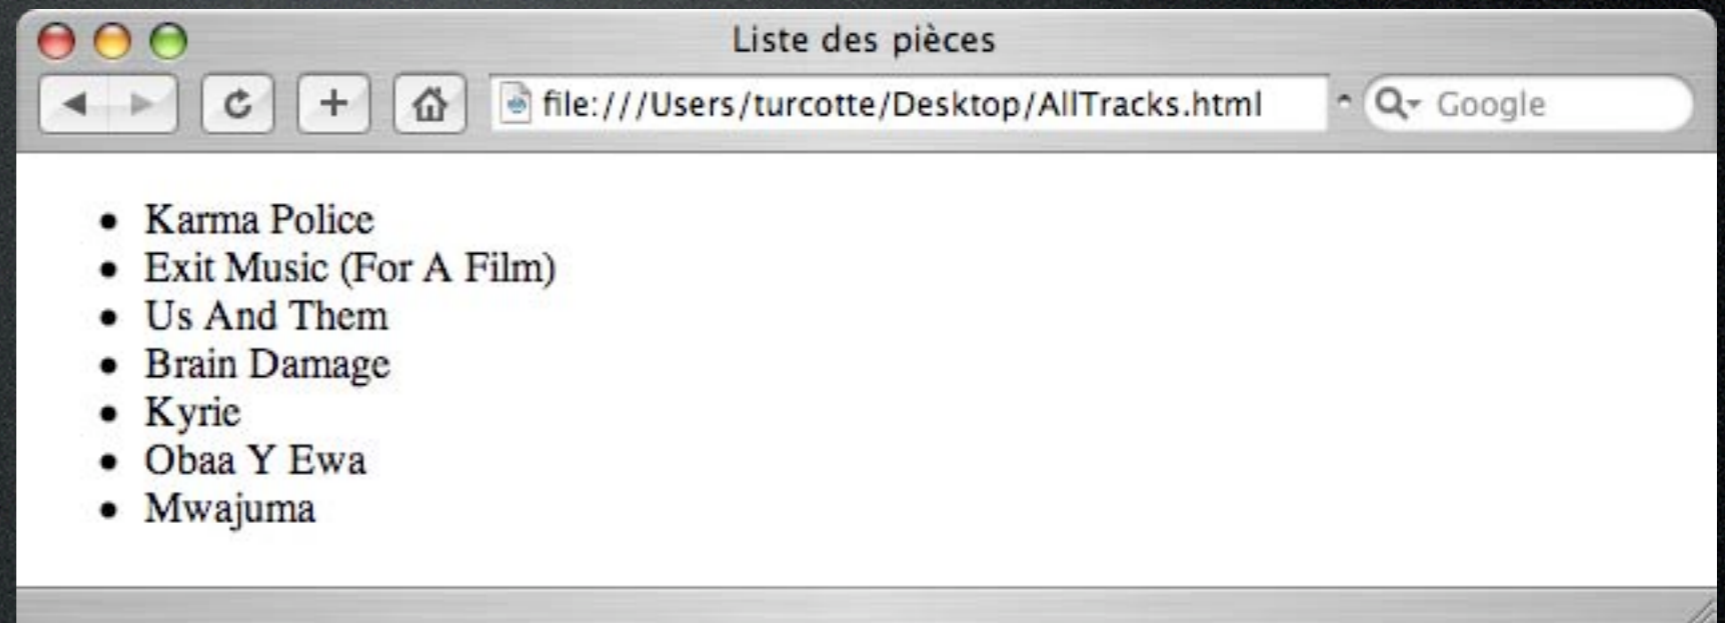 Liste des pièces
file:///Users/turcotte/Desktop/AllTracks.html
Google
Karma Police
Exit Music (For A Film)
Us And Them
Brain Damage
Kyrie
Obaa Y Ewa
Mwajuma